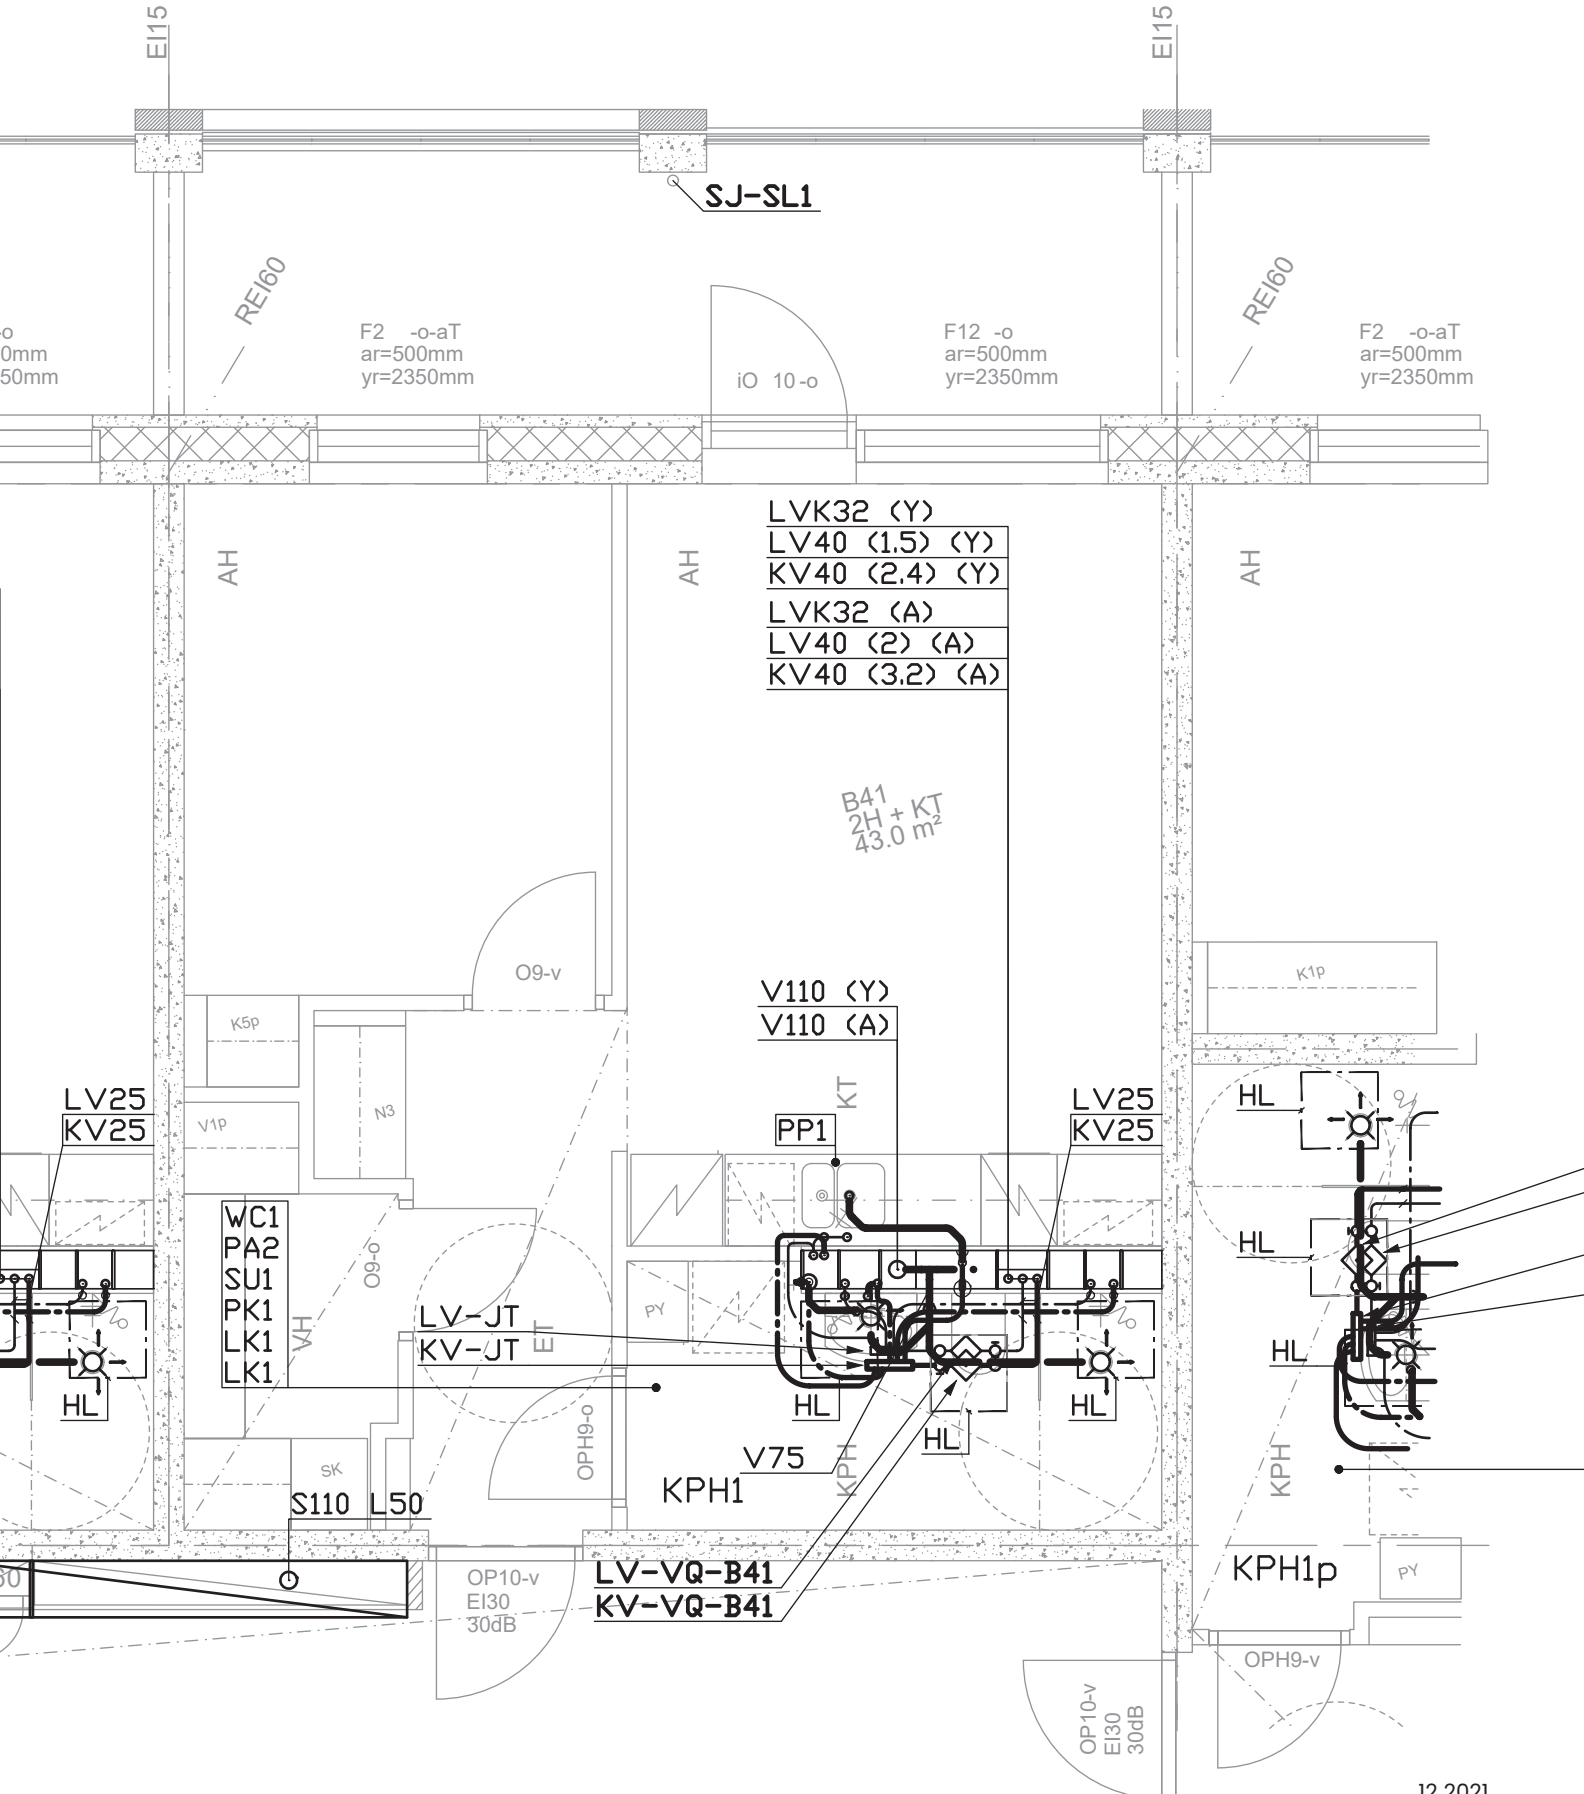 EI15
EI15
SJ-SL1
REI60
REI60
-o
0mm
50mm
F2 -o-aT
ar=500mm
yr=2350mm
iO 10-o
F12 -o
ar=500mm
yr=2350mm
F2 -o-aT
ar=500mm
yr=2350mm
AH
AH
AH
LVK32 (Y)
LV40 (1.5) (Y)
KV40 (2.4) (Y)
LVK32 (A)
LV40 (2) (A)
KV40 (3.2) (A)
B41
2H + KT
43.0 m²
O9-v
K1p
V110 (Y)
V110 (A)
K5p
N3
V1p
KT
LV25
KV25
LV25
KV25
PP1
HL
WC1
PA2
SU1
PK1
LK1
LK1
O9-o
VH
ET
PY
LV-JT
KV-JT
HL
HL
HL
HL
HL
HL
V75
KPH
KPH
OPH9-o
KPH1
SK
S110 L50
60
OP10-v
EI30
30dB
LV-VQ-B41
KV-VQ-B41
KPH1p
PY
OPH9-v
OP10-v
EI30
30dB
12.2021